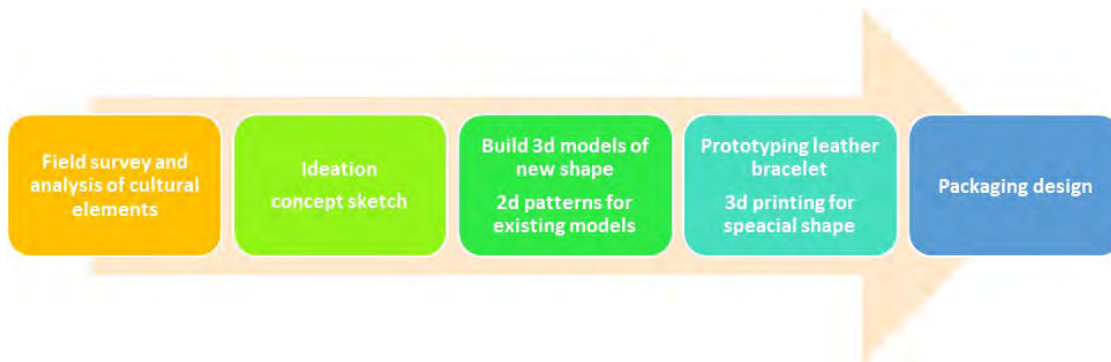 Field survey and
analysis of cultural
elements
Ideation
concept sketch
Build 3d models of
new shape
2d patterns for
existing models
Prototyping leather
bracelet
3d printing for
speacial shape
Packaging design